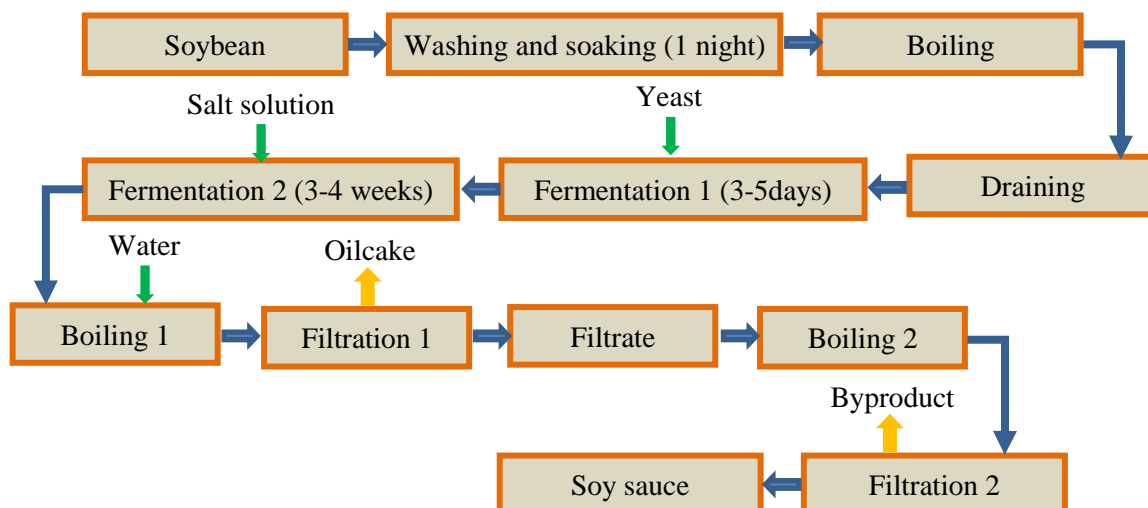 Soybean
Washing and soaking (1 night)
Boiling
Salt solution
Yeast
Fermentation 2 (3-4 weeks)
Fermentation 1 (3-5days)
Draining
Water
Oilcake
Boiling 1
Filtration 1
Filtrate
Boiling 2
Byproduct
Soy sauce
Filtration 2